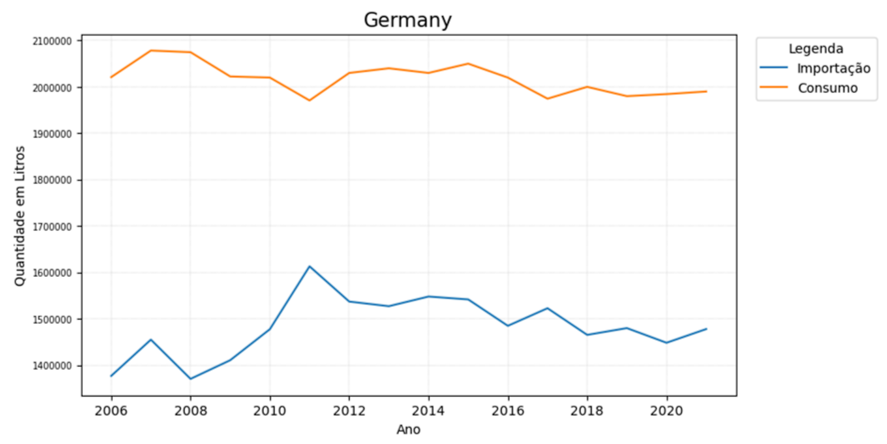 Germany
Legenda
Importação
Consumo
Quantidade em Litros
2100000
2000000
1900000
1800000
1700000
1600000
1500000
1400000
2006 2008 2010 2012 2014 2016 2018 2020
Ano